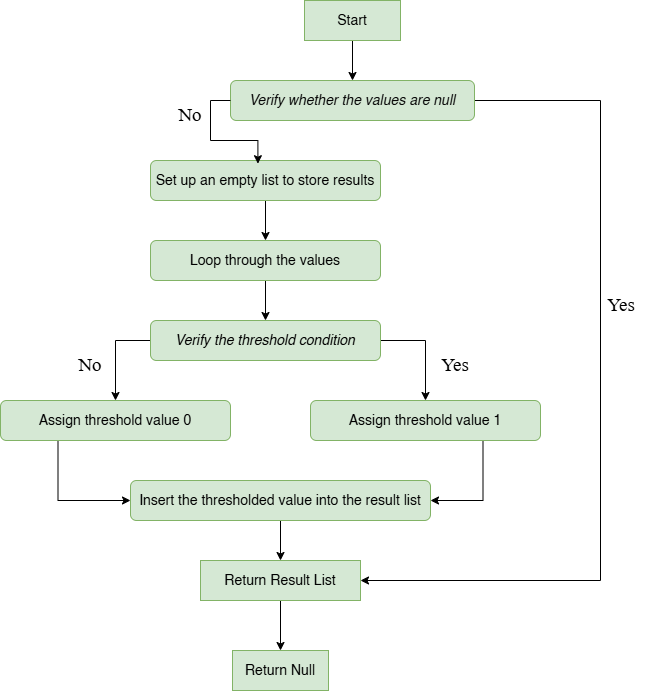 Start
Verify whether the values are null
No
Set up an empty list to store results
Loop through the values
Yes
Verify the threshold condition
No
Yes
Assign threshold value 0
Assign threshold value 1
Insert the thresholded value into the result list
Return Result List
Return Null